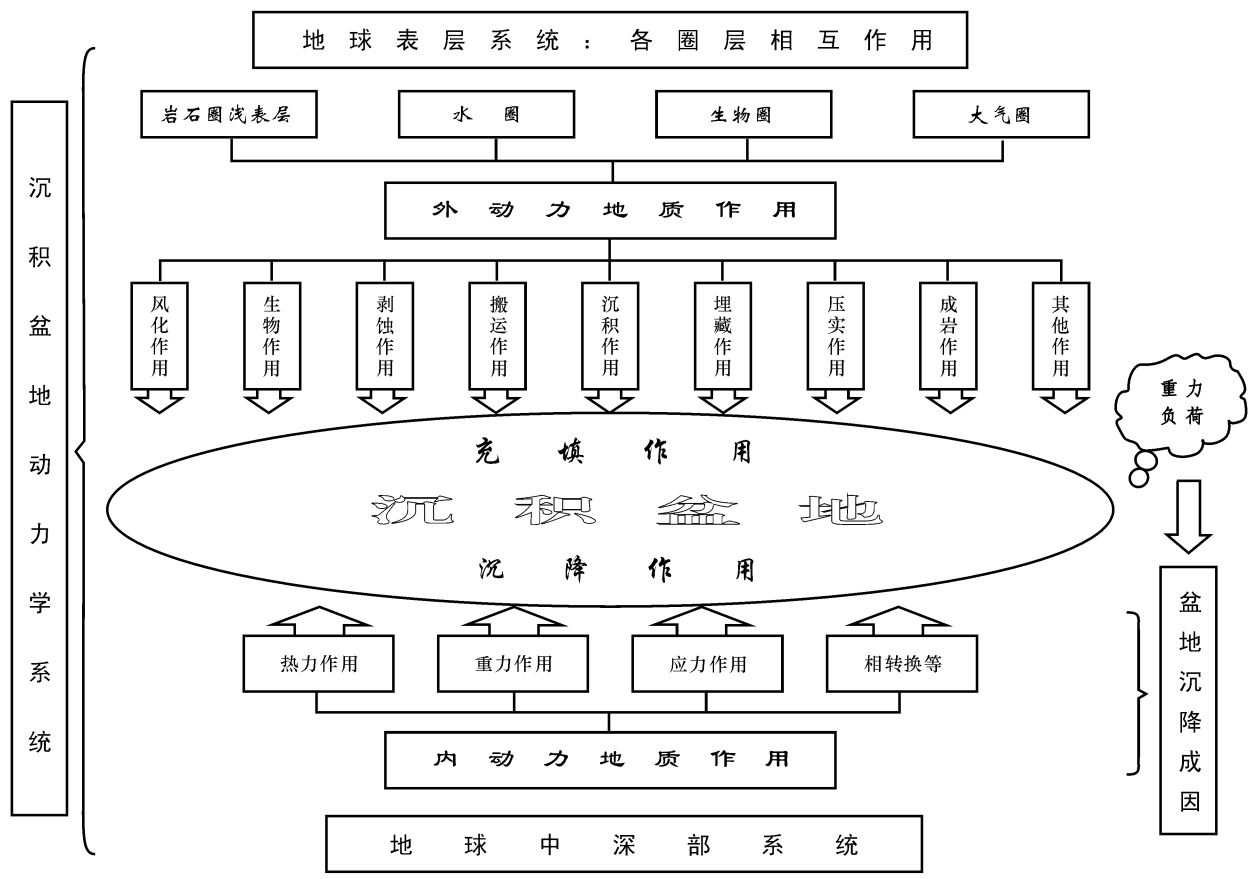 地球表层系统：各圈层相互作用
岩石圈浅表层
水圈
生物圈
大气圈
外动力地质作用
风化作用
生物作用
剥蚀作用
搬运作用
沉积作用
埋藏作用
压实作用
成岩作用
其他作用
沉积盆地动力学系统
重力
负荷
充填作用
沉积盆地
沉降作用
热力作用
重力作用
应力作用
相转换等
内动力地质作用
地球中深部系统
盆地沉降成因